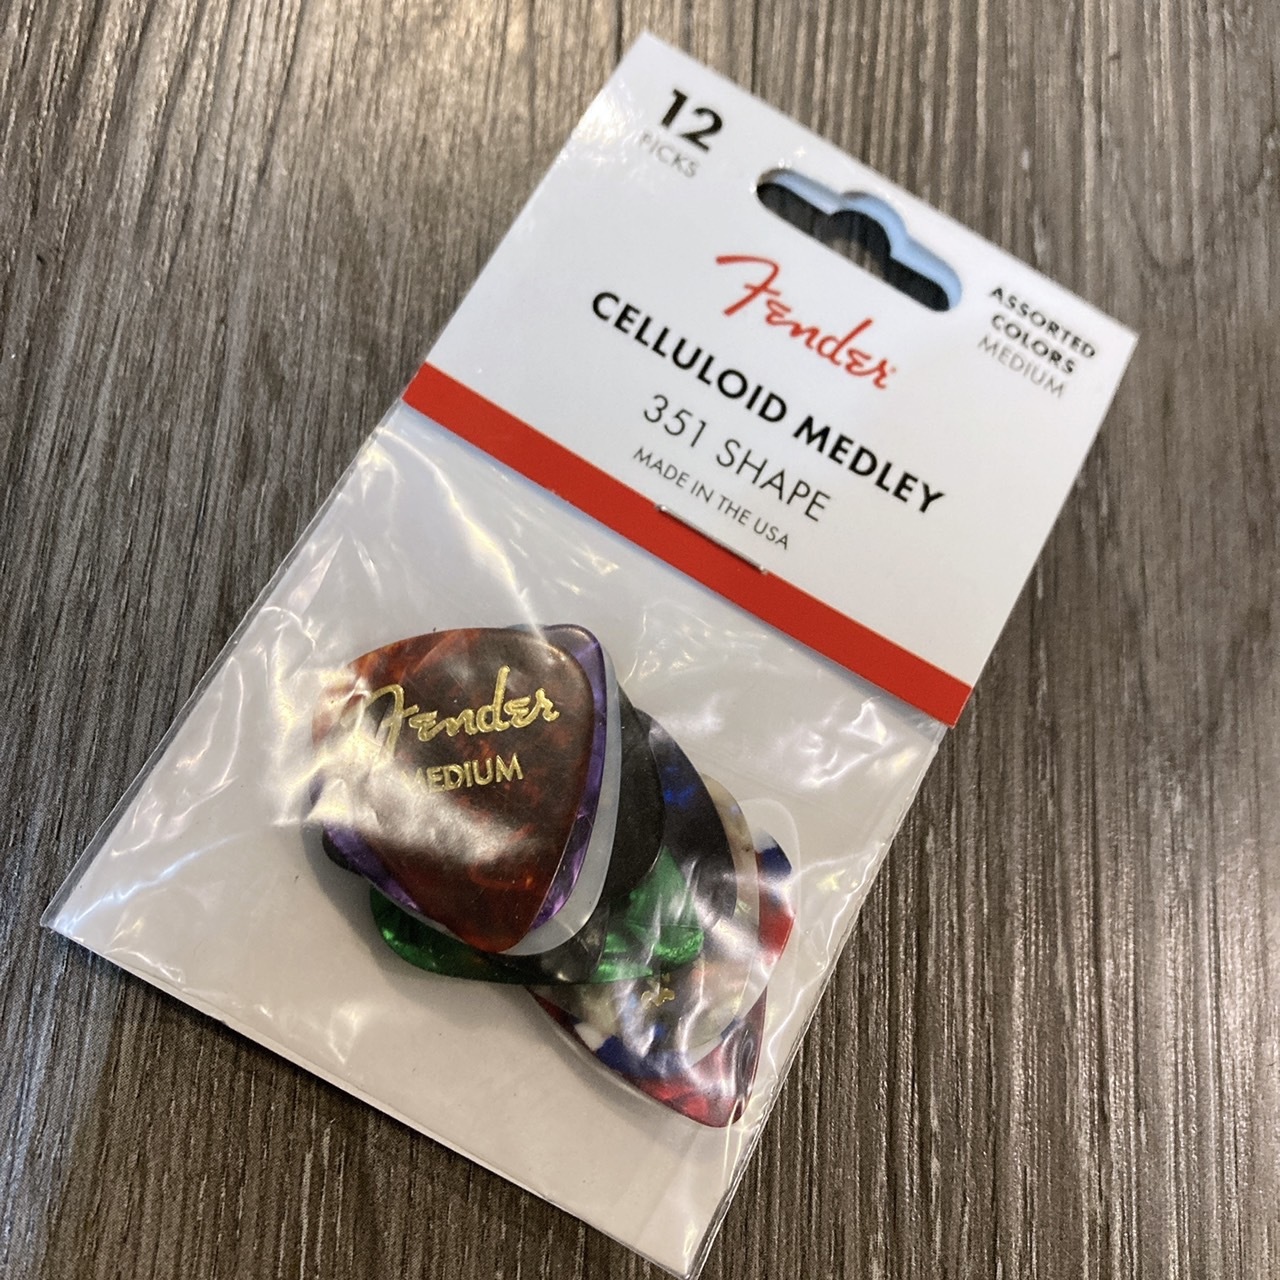 12
PICKS
ASSORTED
COLORS
MEDIUM
Fender
CELLULOID MEDLEY
351 SHAPE
MADE IN THE USA
Fender
MEDIUM